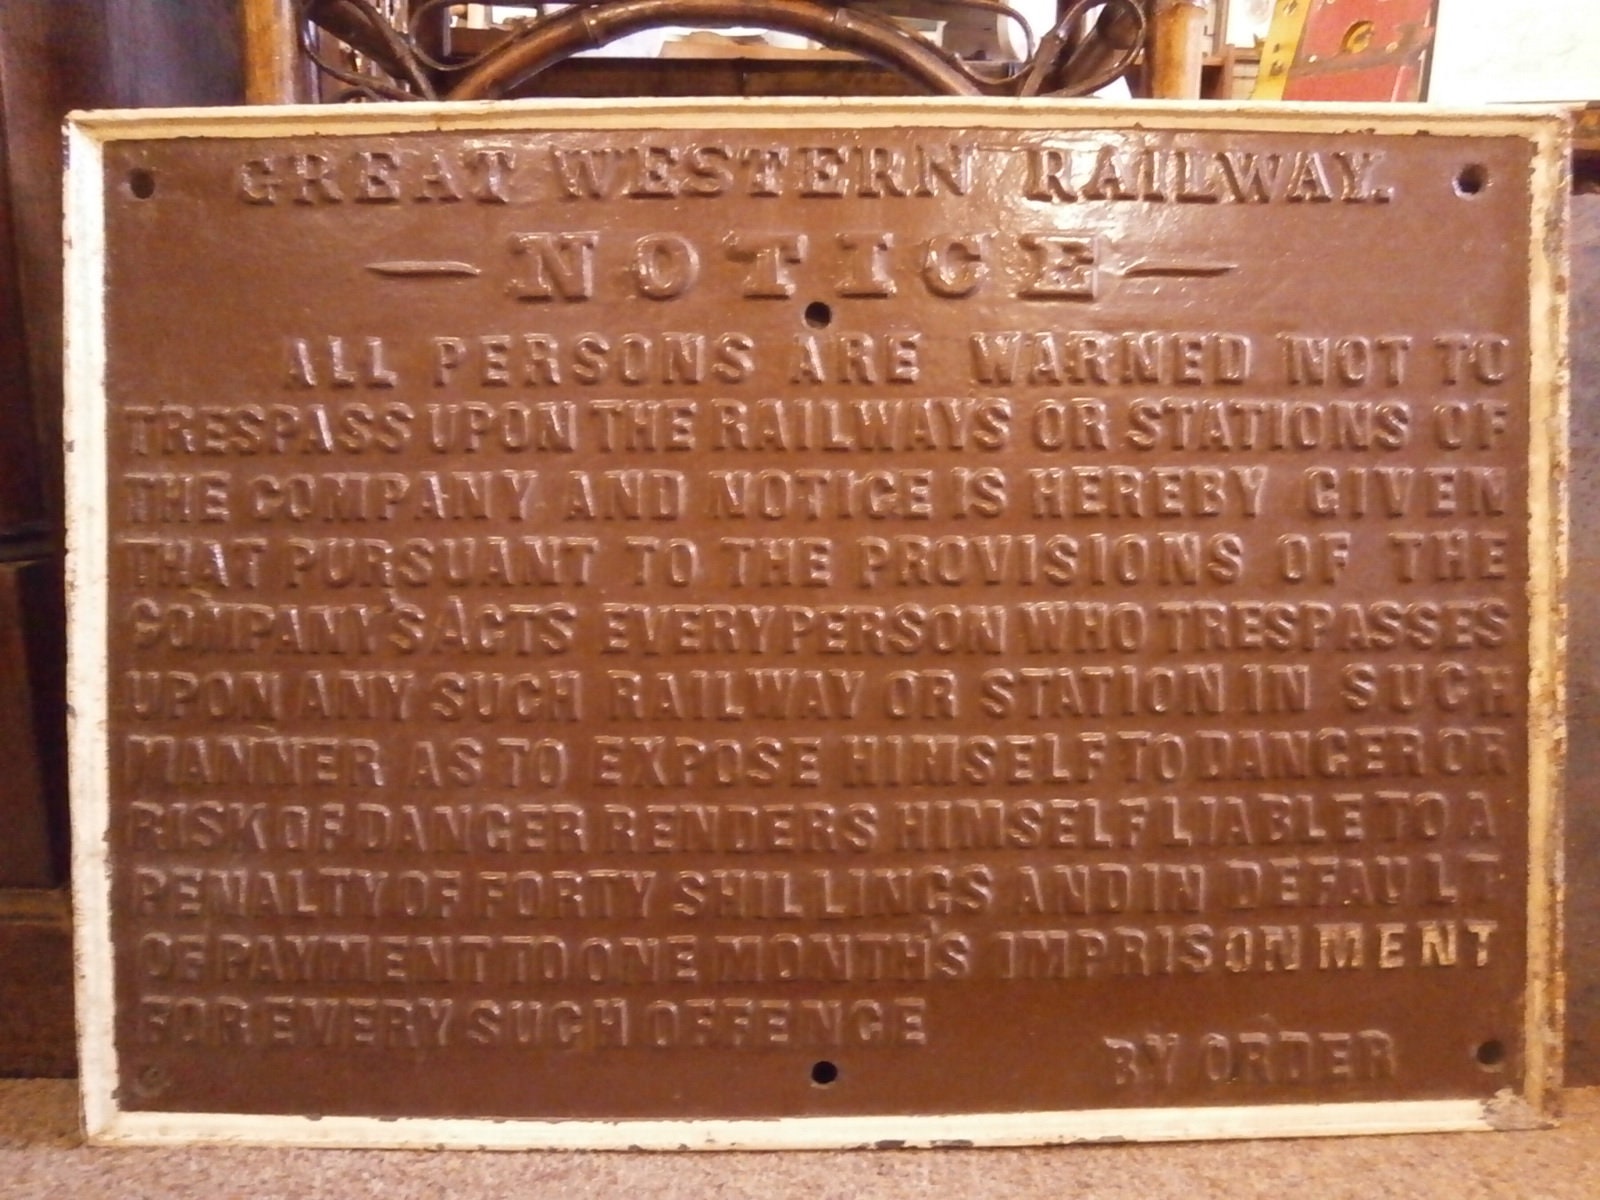 GREAT WESTERN RAILWAY.
— NOTICE —
ALL PERSONS ARE WARNED NOT TO
TRESPASS UPON THE RAILWAYS OR STATIONS OF
THE COMPANY AND NOTICE IS HEREBY GIVEN
THAT PURSUANT TO THE PROVISIONS OF THE
COMPANY'S ACTS EVERY PERSON WHO TRESPASSES
UPON ANY SUCH RAILWAY OR STATION IN SUCH
MANNER AS TO EXPOSE HIMSELF TO DANGER OR
RISK OF DANGER RENDERS HIMSELF LIABLE TO A
PENALTY OF FORTY SHILLINGS AND IN DEFAULT
OF PAYMENT TO ONE MONTH'S IMPRISONMENT
FOR EVERY SUCH OFFENCE
BY ORDER